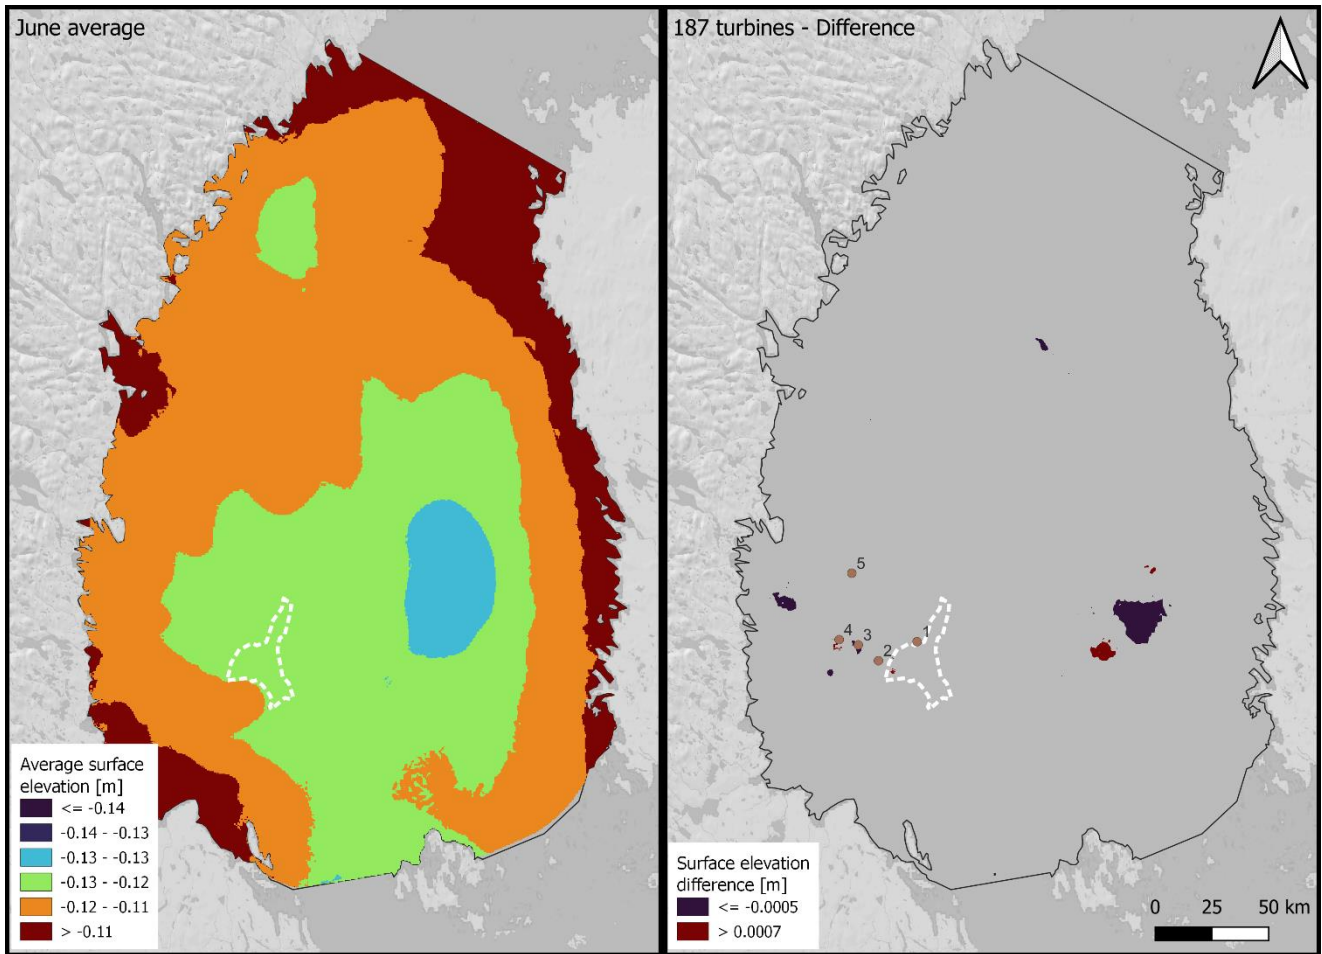 June average
Average surface
elevation [m]
<= -0.14
-0.14 - -0.13
-0.13 - -0.13
-0.13 - -0.12
-0.12 - -0.11
> -0.11
187 turbines - Difference
5
4
3
1
2
Surface elevation
difference [m]
<= -0.0005
> 0.0007
0 25 50 km